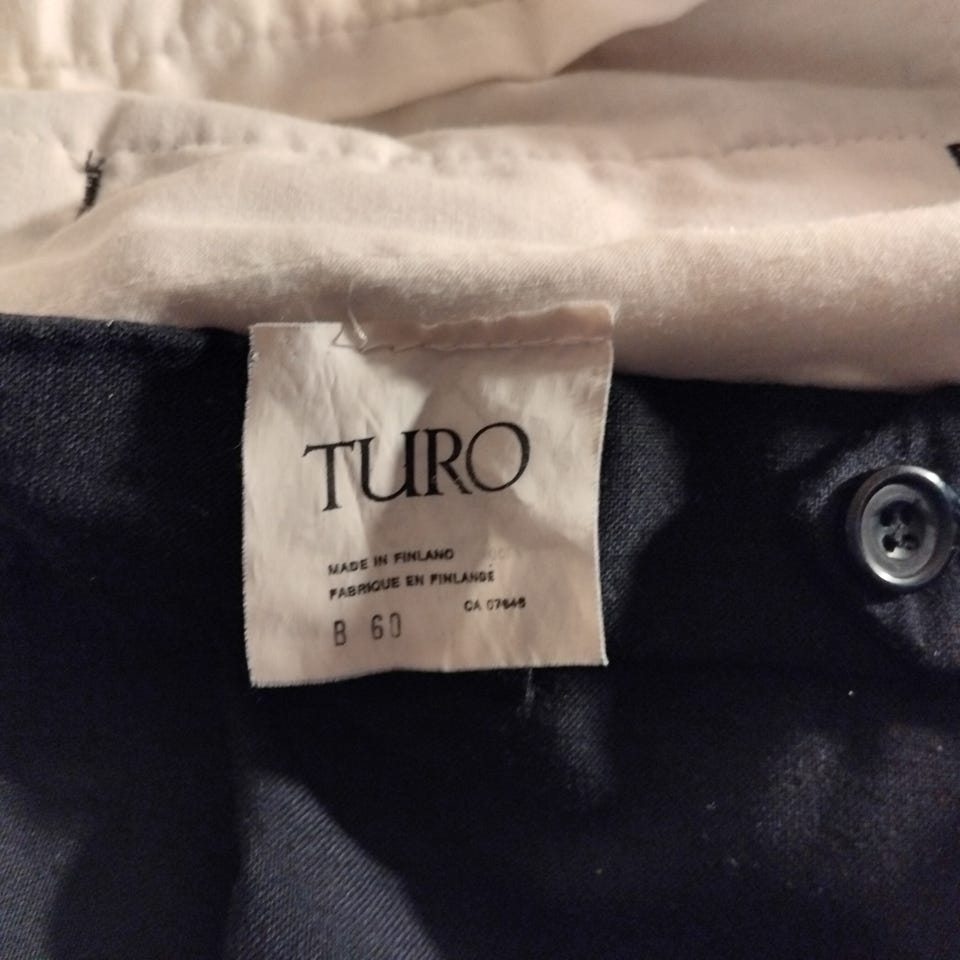 TURO
MADE IN FINLAND
FABRIQUE EN FINLANDE
CA 07646
B 60